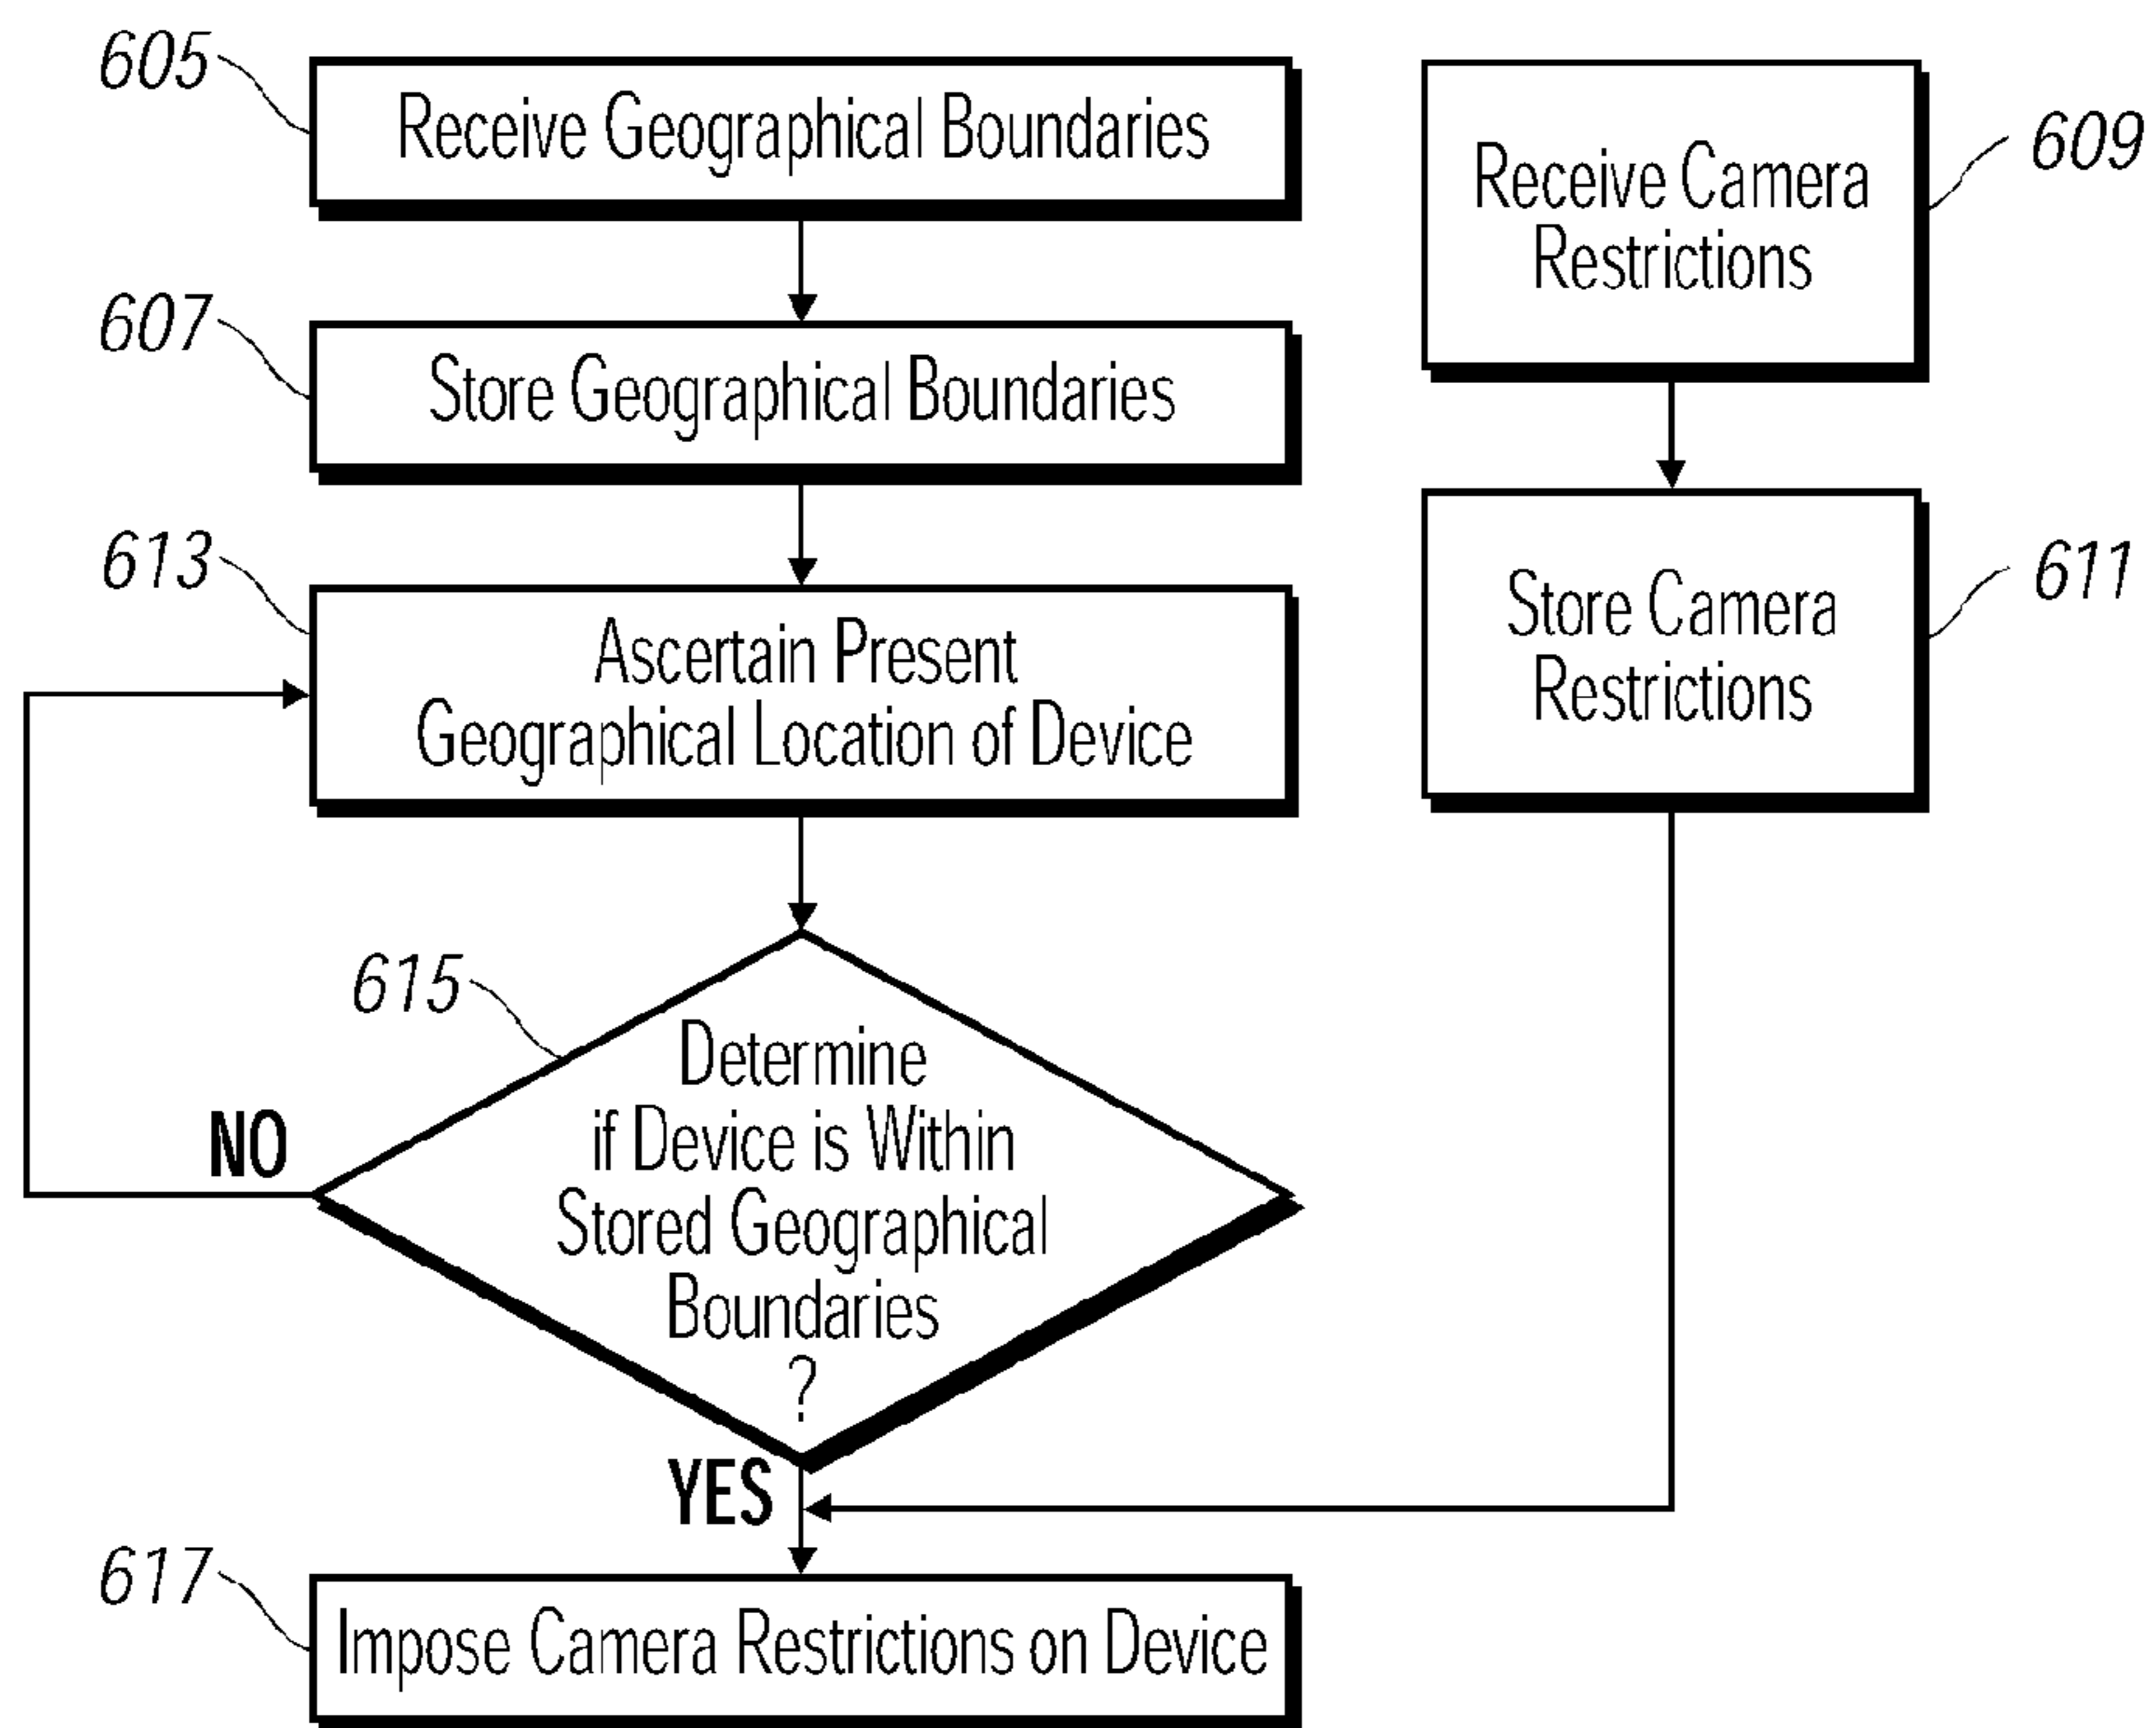 605
Receive Geographical Boundaries
607
Store Geographical Boundaries
613
Ascertain Present
Geographical Location of Device
615
Determine
if Device is Within
Stored Geographical
Boundaries
?
NO
YES
617
Impose Camera Restrictions on Device
Receive Camera
Restrictions
609
Store Camera
Restrictions
611